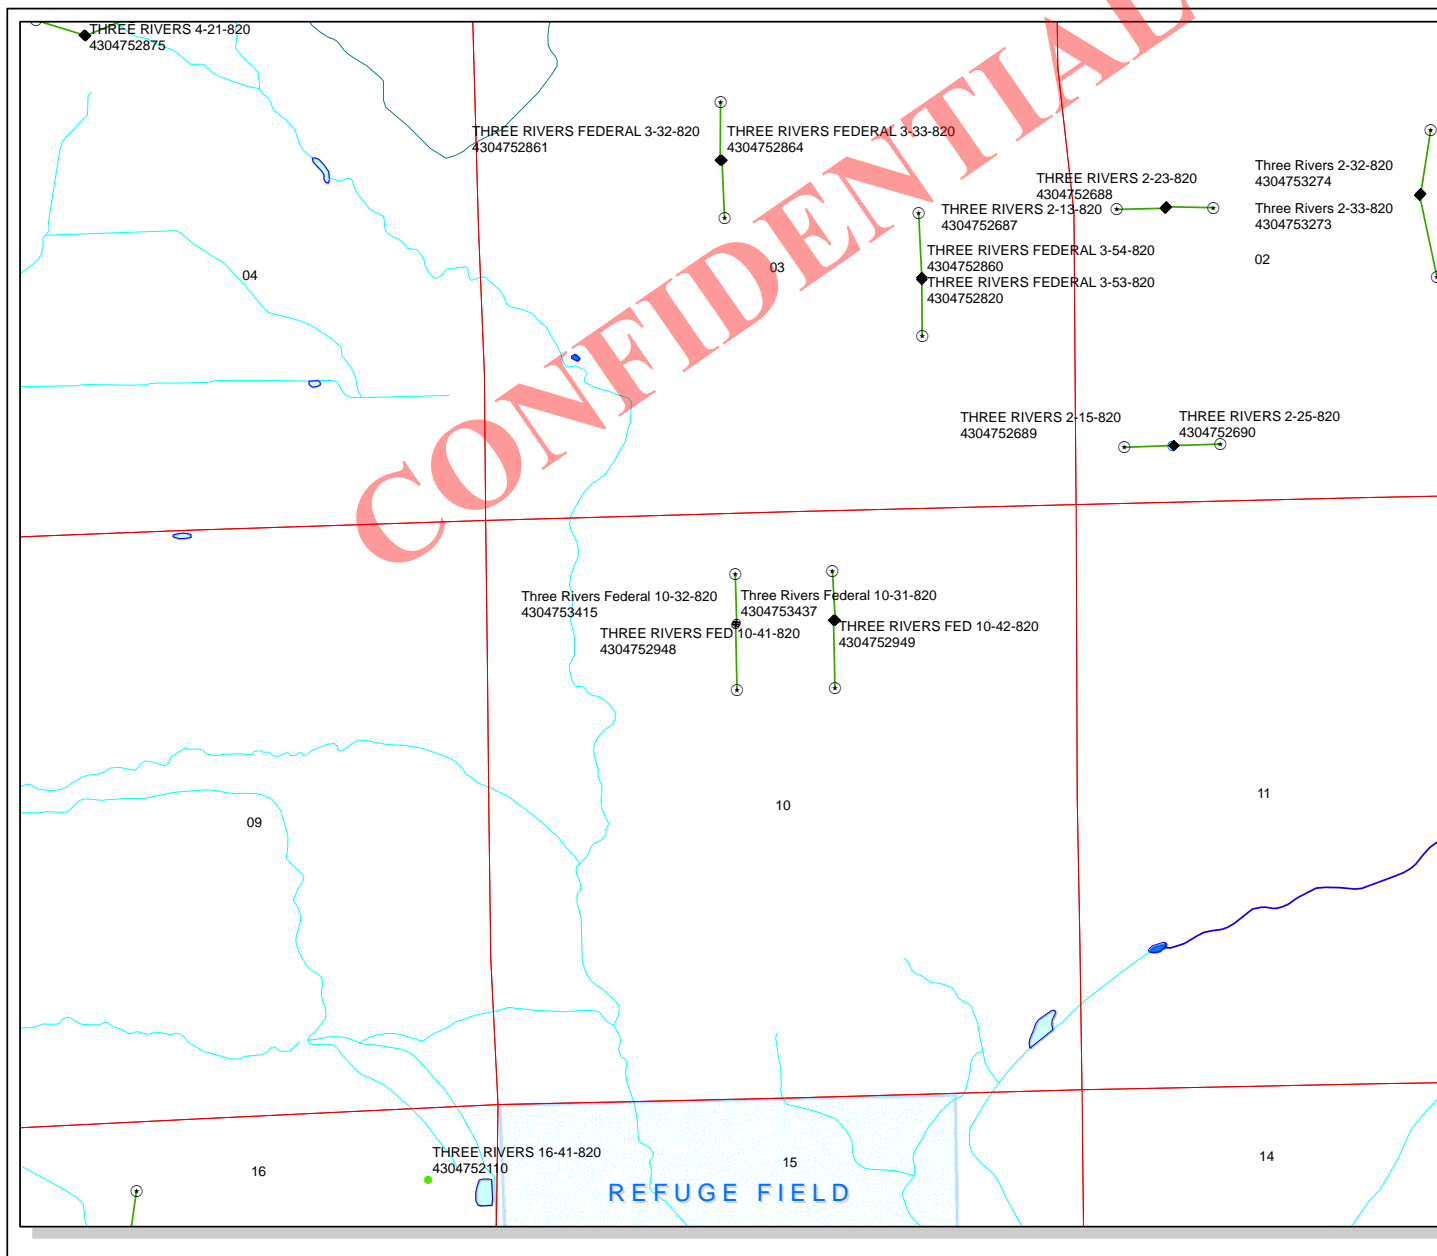 THREE RIVERS 4-21-820
4304752875
CONFIDENTIAL
THREE RIVERS FEDERAL 3-32-820
4304752861
THREE RIVERS FEDERAL 3-33-820
4304752864
THREE RIVERS 2-23-820
4304752688
Three Rivers 2-32-820
4304753274
THREE RIVERS 2-13-820
4304752687
Three Rivers 2-33-820
4304753273
THREE RIVERS FEDERAL 3-54-820
4304752860
THREE RIVERS FEDERAL 3-53-820
4304752820
04
03
02
THREE RIVERS 2-15-820
4304752689
THREE RIVERS 2-25-820
4304752690
Three Rivers Federal 10-32-820
4304753415
Three Rivers Federal 10-31-820
4304753437
THREE RIVERS FED 10-41-820
4304752948
THREE RIVERS FED 10-42-820
4304752949
09
10
11
THREE RIVERS 16-41-820
4304752110
16
15
14
REFUGE FIELD